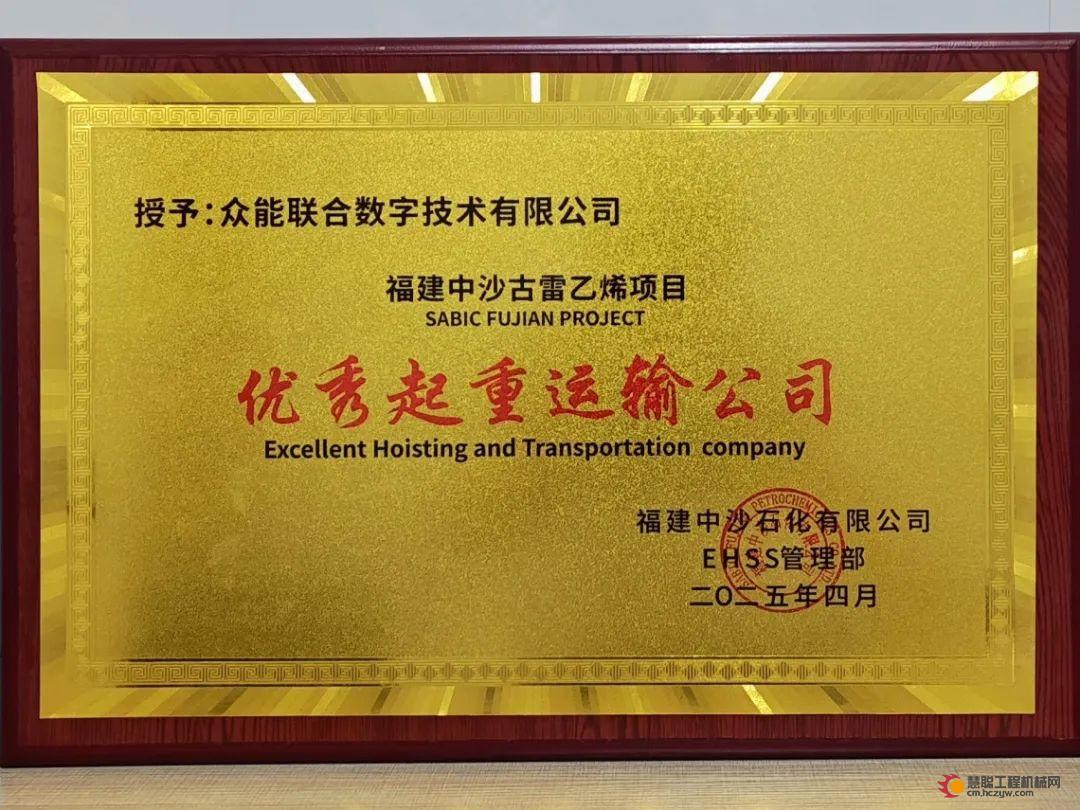 授予:众能联合数字技术有限公司
福建中沙古雷乙烯项目
SABIC FUJIAN PROJECT
优秀起重运输公司
Excellent Hoisting and Transportation company
福建中沙石化有限公司
EHSS管理部
二O二五年四月
慧聪工程机械网
cm.hczyw.com